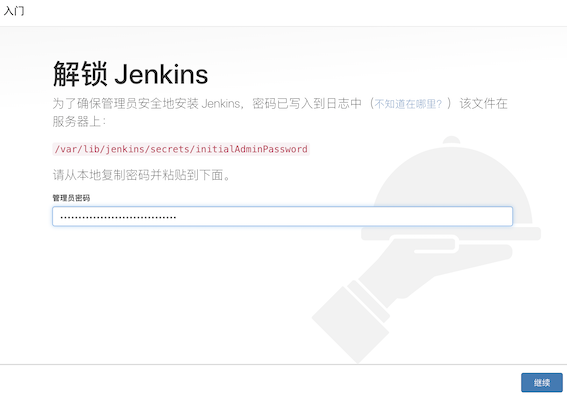 入门
解锁 Jenkins
为了确保管理员安全地安装 Jenkins，密码已写入到日志中（不知道在哪里？）该文件在
服务器上：
/var/lib/jenkins/secrets/initialAdminPassword
请从本地复制密码并粘贴到下面。
管理员密码
••••••••••••••••••••••••••••••••
继续